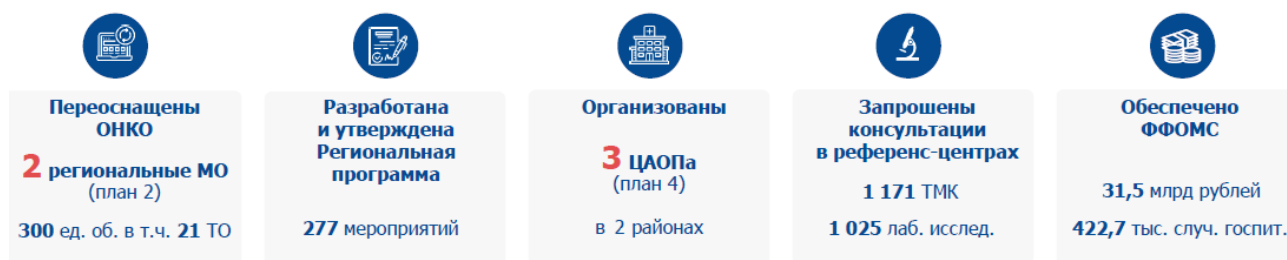 Переоснащены
ОНКО
2 региональные МО
(план 2)
300 ед. об. в т.ч. 21 ТО
Разработана
и утверждена
Региональная
программа
277 мероприятий
Организованы
3 ЦАОПа
(план 4)
в 2 районах
Запрошены
консультации
в референс-центрах
1 171 ТМК
1 025 лаб. исслед.
Обеспечено
ФФОМС
31,5 млрд рублей
422,7 тыс. случ. госпит.